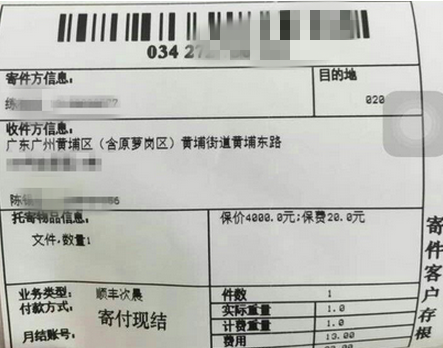 034 2
寄件方信息：
目的地
020
收件方信息：
广东广州黄埔区（含原萝岗区）黄埔街道黄埔东路
陈
托寄物品信息：
保价4000.0元;保费20.0元
文件,数量1
业务类型： 顺丰次晨
件数 1
付款方式： 寄付现结
实际重量 1.0
计费重量 1.0
月结账号：
费用 13.00
寄件客户存根